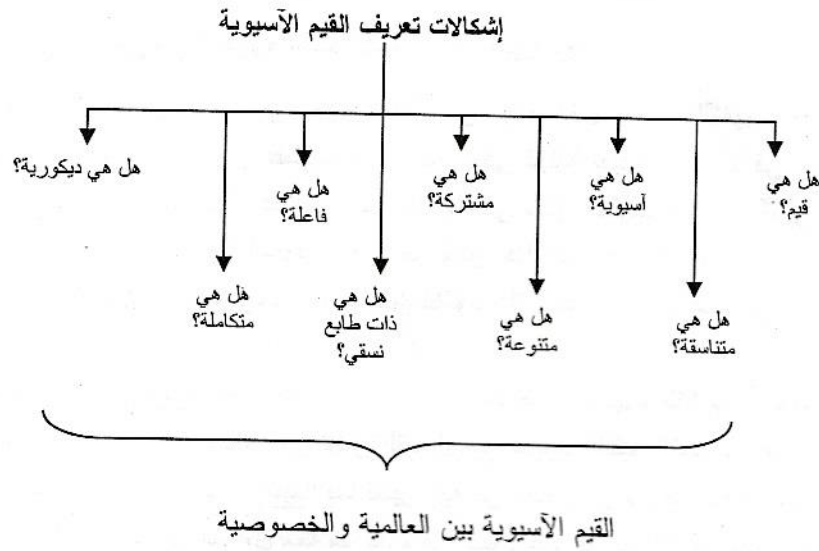 إشكالات تعريف القيم الآسيوية
هل هي
قيم؟
هل هي
آسيوية؟
هل هي
مشتركة؟
هل هي
فاعلة؟
هل هي ديكورية؟
هل هي
متناسقة؟
هل هي
متنوعة؟
هل هي
ذات طابع
نسقي؟
هل هي
متكاملة؟
القيم الآسيوية بين العالمية والخصوصية